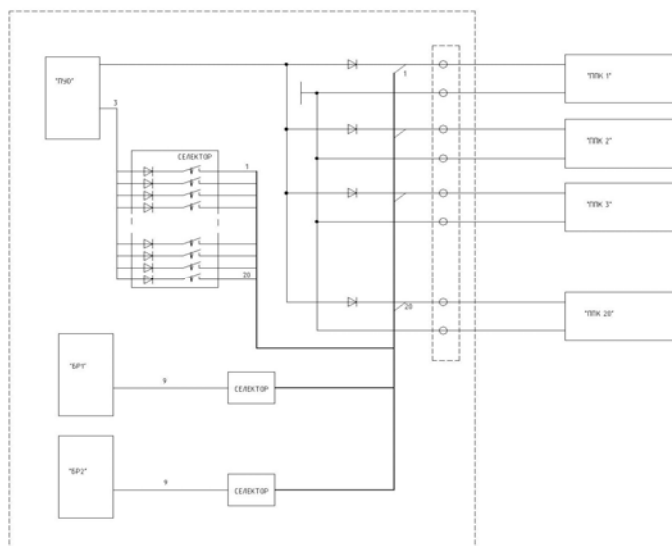 "ПУО"
3
СЕЛЕКТОР
1
20
1
20
"ППК 1"
"ППК 2"
"ППК 3"
"ППК 20"
"БР1"
9
СЕЛЕКТОР
"БР2"
9
СЕЛЕКТОР